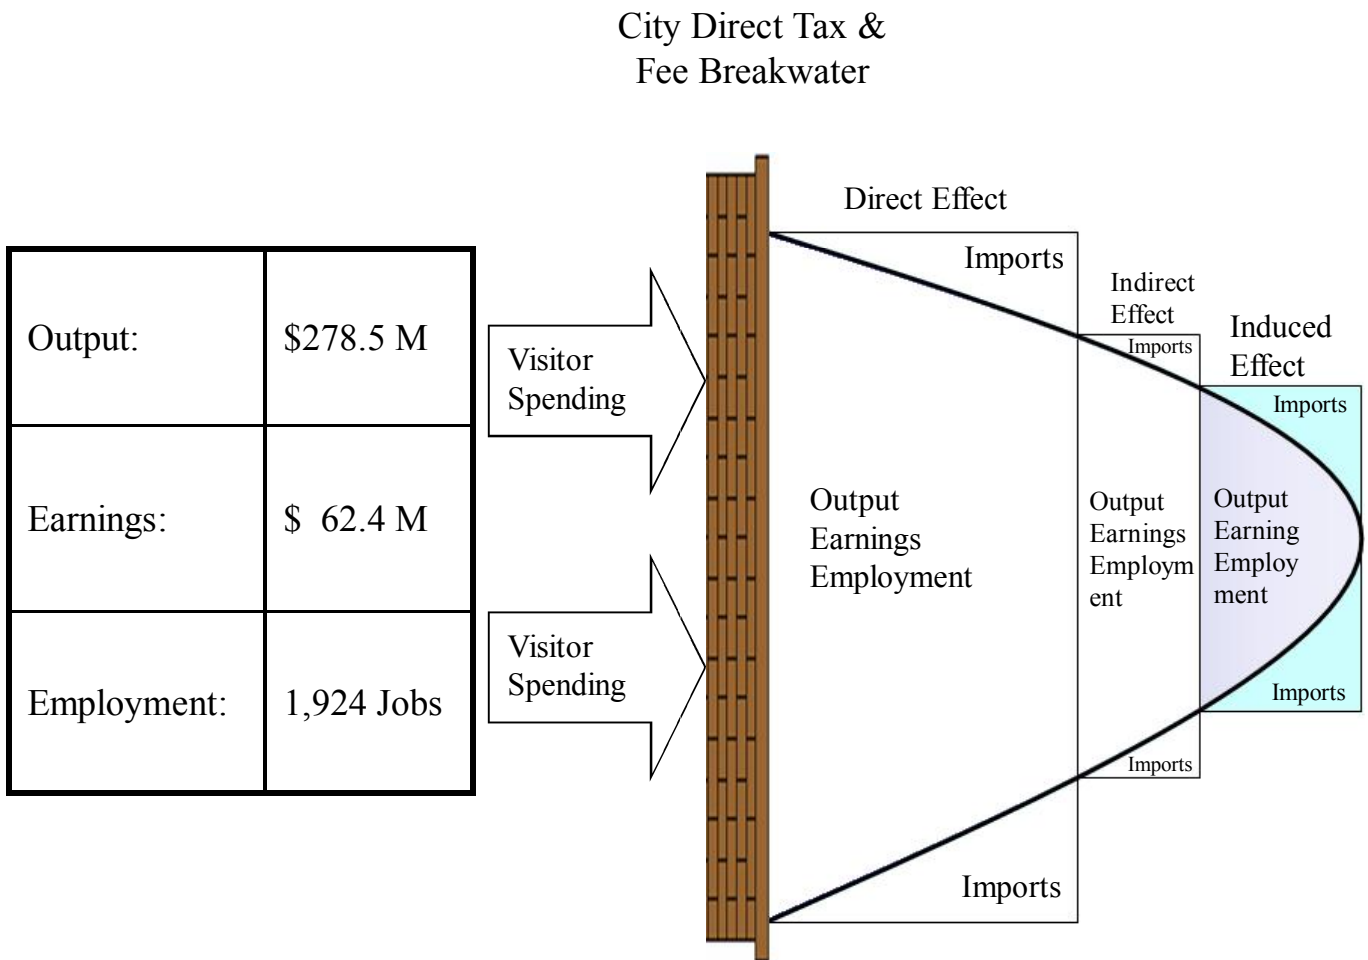 City Direct Tax &
Fee Breakwater
Direct Effect
Imports
Indirect
Effect
Imports
Induced
Effect
Imports
Output: $278.5 M
Earnings: $ 62.4 M
Employment: 1,924 Jobs
Visitor
Spending
Visitor
Spending
Output
Earnings
Employment
Output
Earnings
Employm
ent
Output
Earning
Employ
ment
Imports
Imports
Imports